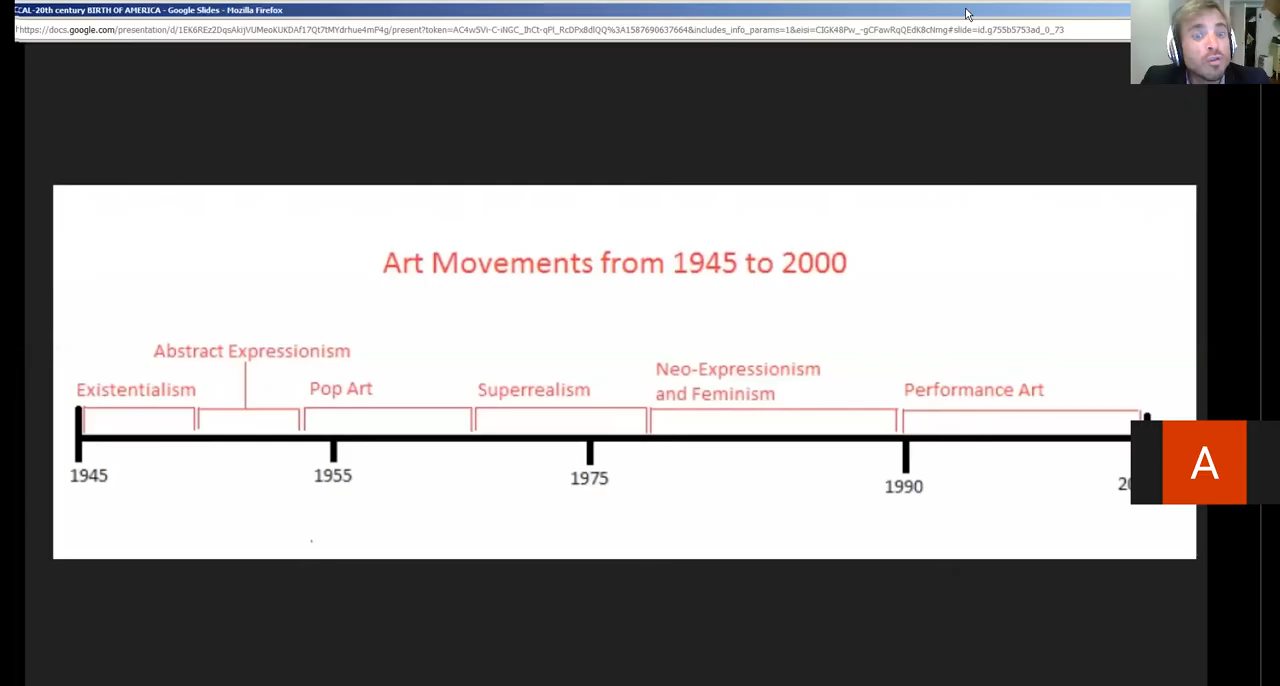 CCAL-20th century BIRTH OF AMERICA - Google Slides - Mozilla Firefox
Art Movements from 1945 to 2000
Abstract Expressionism
Neo-Expressionism
and Feminism
Existentialism
Pop Art
Superrealism
Performance Art
1945
1955
1975
1990
A